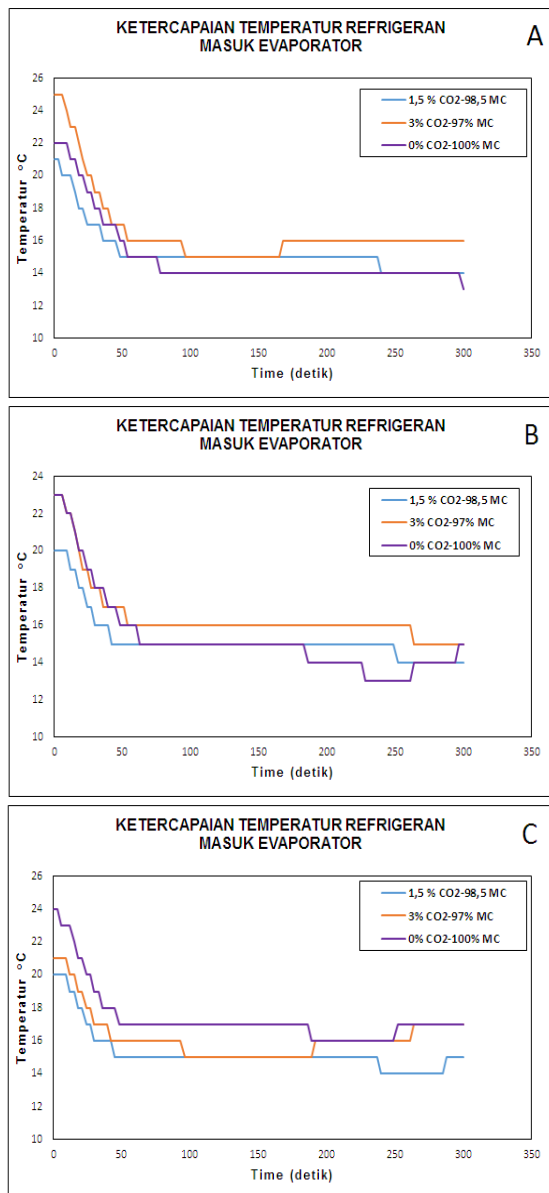 KETERCAPAIAN TEMPERATUR REFRIGERAN
MASUK EVAPORATOR
A
26
24
22
20
18
16
14
12
10
Temperatur °C
1,5 % CO2-98,5 MC
3% CO2-97% MC
0% CO2-100% MC
0 50 100 150 200 250 300 350
Time (detik)
KETERCAPAIAN TEMPERATUR REFRIGERAN
MASUK EVAPORATOR
B
24
22
20
18
16
14
12
10
Temperatur °C
1,5 % CO2-98,5 MC
3% CO2-97% MC
0% CO2-100% MC
0 50 100 150 200 250 300 350
Time (detik)
KETERCAPAIAN TEMPERATUR REFRIGERAN
MASUK EVAPORATOR
C
26
24
22
20
18
16
14
12
10
Temperatur °C
1,5 % CO2-98,5 MC
3% CO2-97% MC
0% CO2-100% MC
0 50 100 150 200 250 300 350
Time (detik)